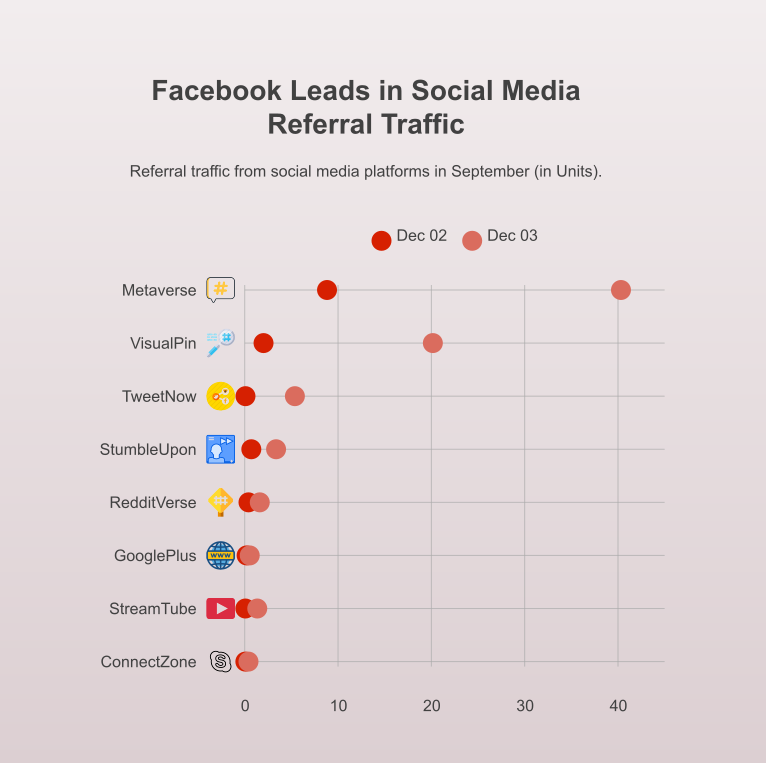 Facebook Leads in Social Media
Referral Traffic
Referral traffic from social media platforms in September (in Units).
Dec 02 Dec 03
Metaverse #
VisualPin
TweetNow
StumbleUpon
RedditVerse
GooglePlus WWW
StreamTube
ConnectZone S
0 10 20 30 40